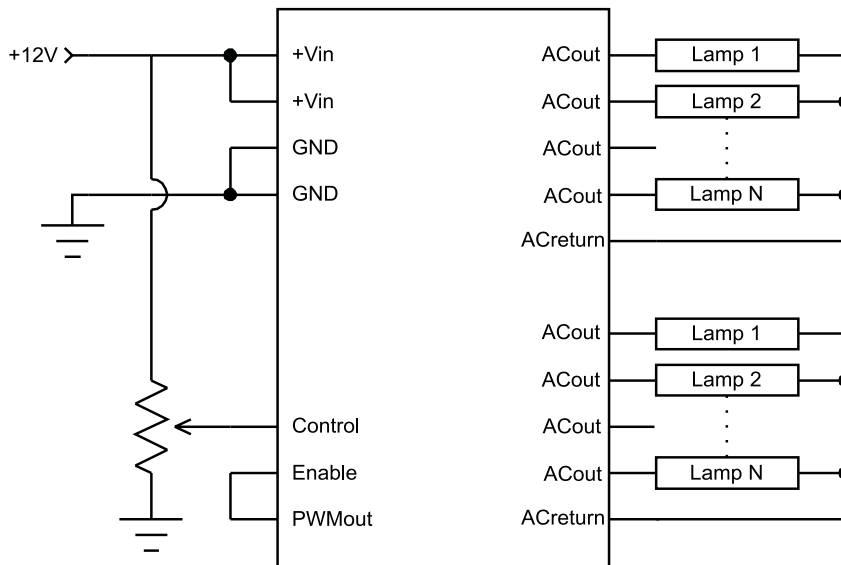 +12V
+Vin
+Vin
GND
GND
Control
Enable
PWMout
ACout Lamp 1
ACout Lamp 2
ACout
ACout Lamp N
ACreturn
ACout Lamp 1
ACout Lamp 2
ACout
ACout Lamp N
ACreturn